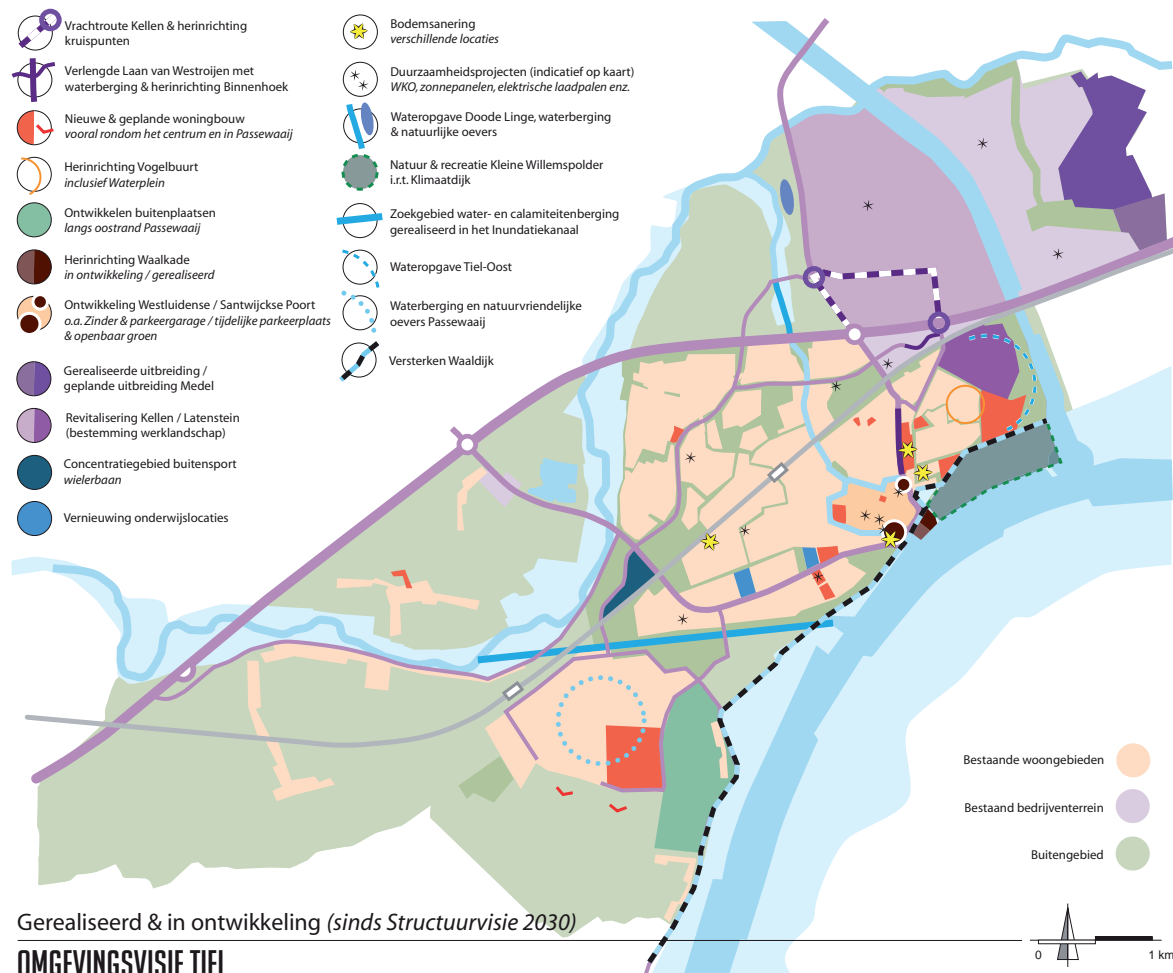 Vrachtroute Kellen & herinrichting
kruispunten
Verlengde Laan van Westroijen met
waterberging & herinrichting Binnenhoek
Nieuwe & geplande woningbouw
vooral rondom het centrum en in Passewaaij
Herinrichting Vogelbuurt
inclusief Waterplein
Ontwikkelen buitenplaatsen
langs oostrand Passewaaij
Herinrichting Waalkade
in ontwikkeling / gerealiseerd
Ontwikkeling Westluidense / Santwijckse Poort
o.a. Zinder & parkeergarage / tijdelijke parkeerplaats
& openbaar groen
Gerealiseerde uitbreiding /
geplande uitbreiding Medel
Revitalisering Kellen / Latenstein
(bestemming werklandschap)
Concentratiegebied buitensport
wielerbaan
Vernieuwing onderwijslocaties
Bodemsanering
verschillende locaties
Duurzaamheidsprojecten (indicatief op kaart)
WKO, zonnepanelen, elektrische laadpalen enz.
Wateropgave Doode Linge, waterberging
& natuurlijke oevers
Natuur & recreatie Kleine Willemspolder
i.r.t. Klimaatdijk
Zoekgebied water- en calamiteitenberging
gerealiseerd in het Inundatiekanaal
Wateropgave Tiel-Oost
Waterberging en natuurvriendelijke
oevers Passewaaij
Versterken Waaldijk
Bestaande woongebieden
Bestaand bedrijventerrein
Buitengebied
Gerealiseerd & in ontwikkeling (sinds Structuurvisie 2030)
OMGEVINGSVISIE TIEL
0 1 km